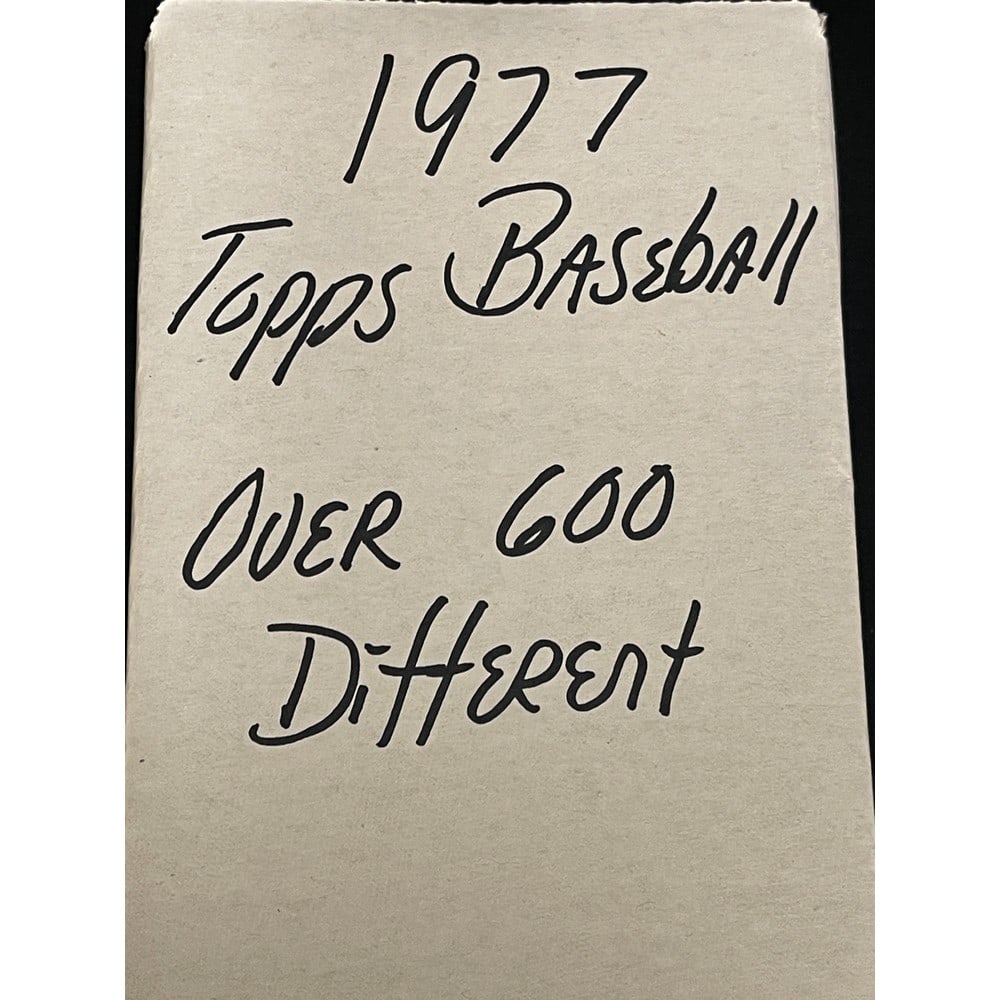 1977
Topps Baseball
Over 600
Different